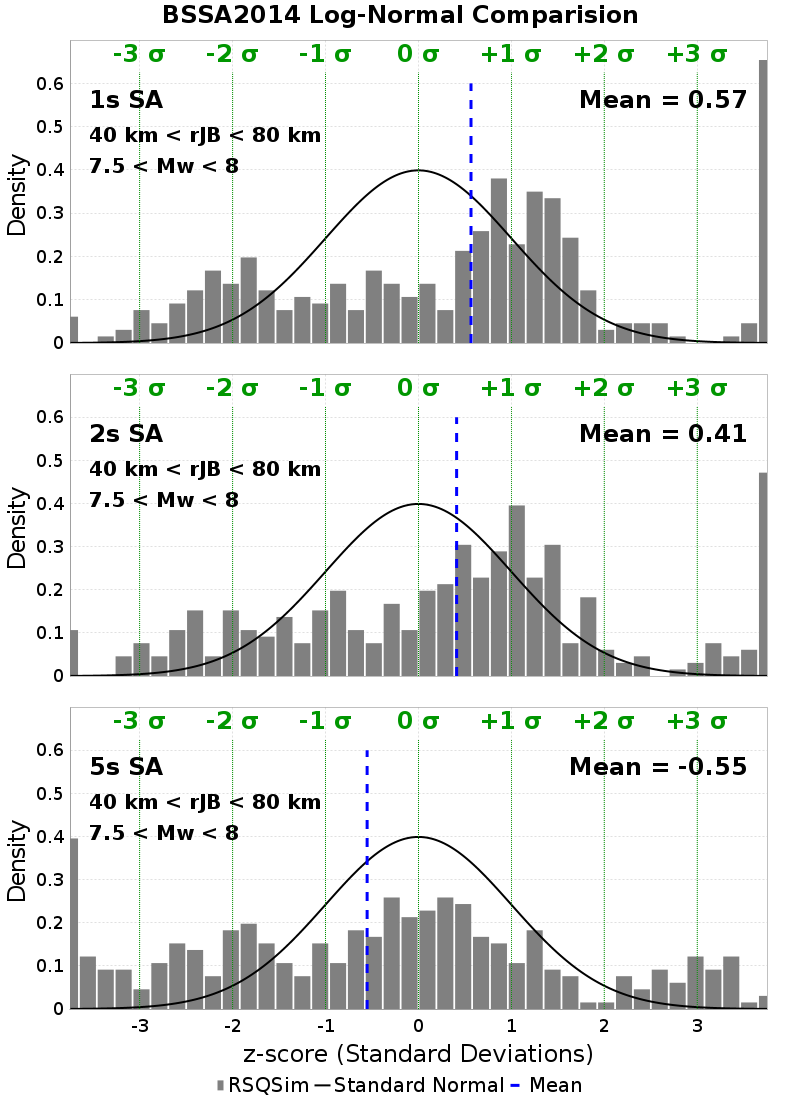 BSSA2014 Log-Normal Comparision
-3 σ -2 σ -1 σ 0 σ +1 σ +2 σ +3 σ
1s SA
Mean = 0.57
40 km < rJB < 80 km
7.5 < Mw < 8
Density
0.6
0.5
0.4
0.3
0.2
0.1
0
-3 σ -2 σ -1 σ 0 σ +1 σ +2 σ +3 σ
2s SA
Mean = 0.41
40 km < rJB < 80 km
7.5 < Mw < 8
Density
0.6
0.5
0.4
0.3
0.2
0.1
0
-3 σ -2 σ -1 σ 0 σ +1 σ +2 σ +3 σ
5s SA
Mean = -0.55
40 km < rJB < 80 km
7.5 < Mw < 8
Density
0.6
0.5
0.4
0.3
0.2
0.1
0
-3 -2 -1 0 1 2 3
z-score (Standard Deviations)
RSQSim Standard Normal Mean